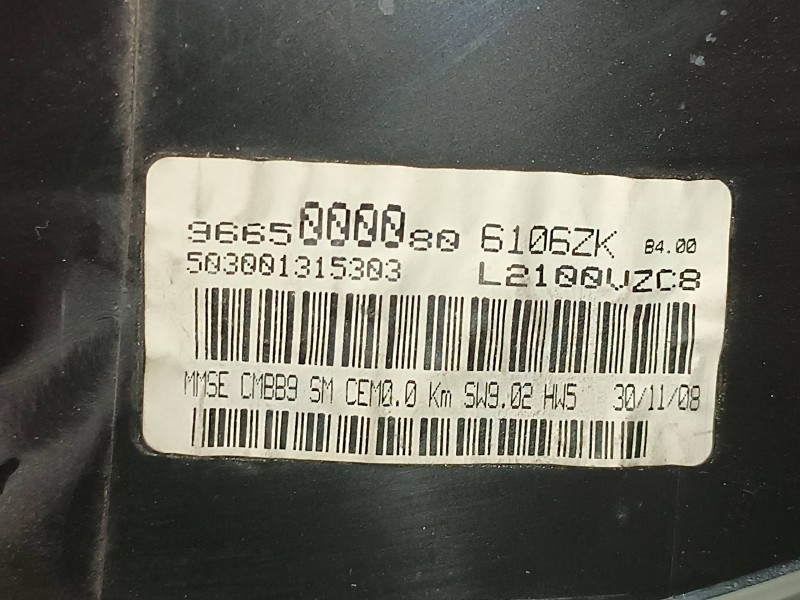 9665000080 6106ZK 84.00
503001315303 L2100VZC8
MMSE CMBB9 SM CEM0.0 Km SW9.02 HW5 30/11/08